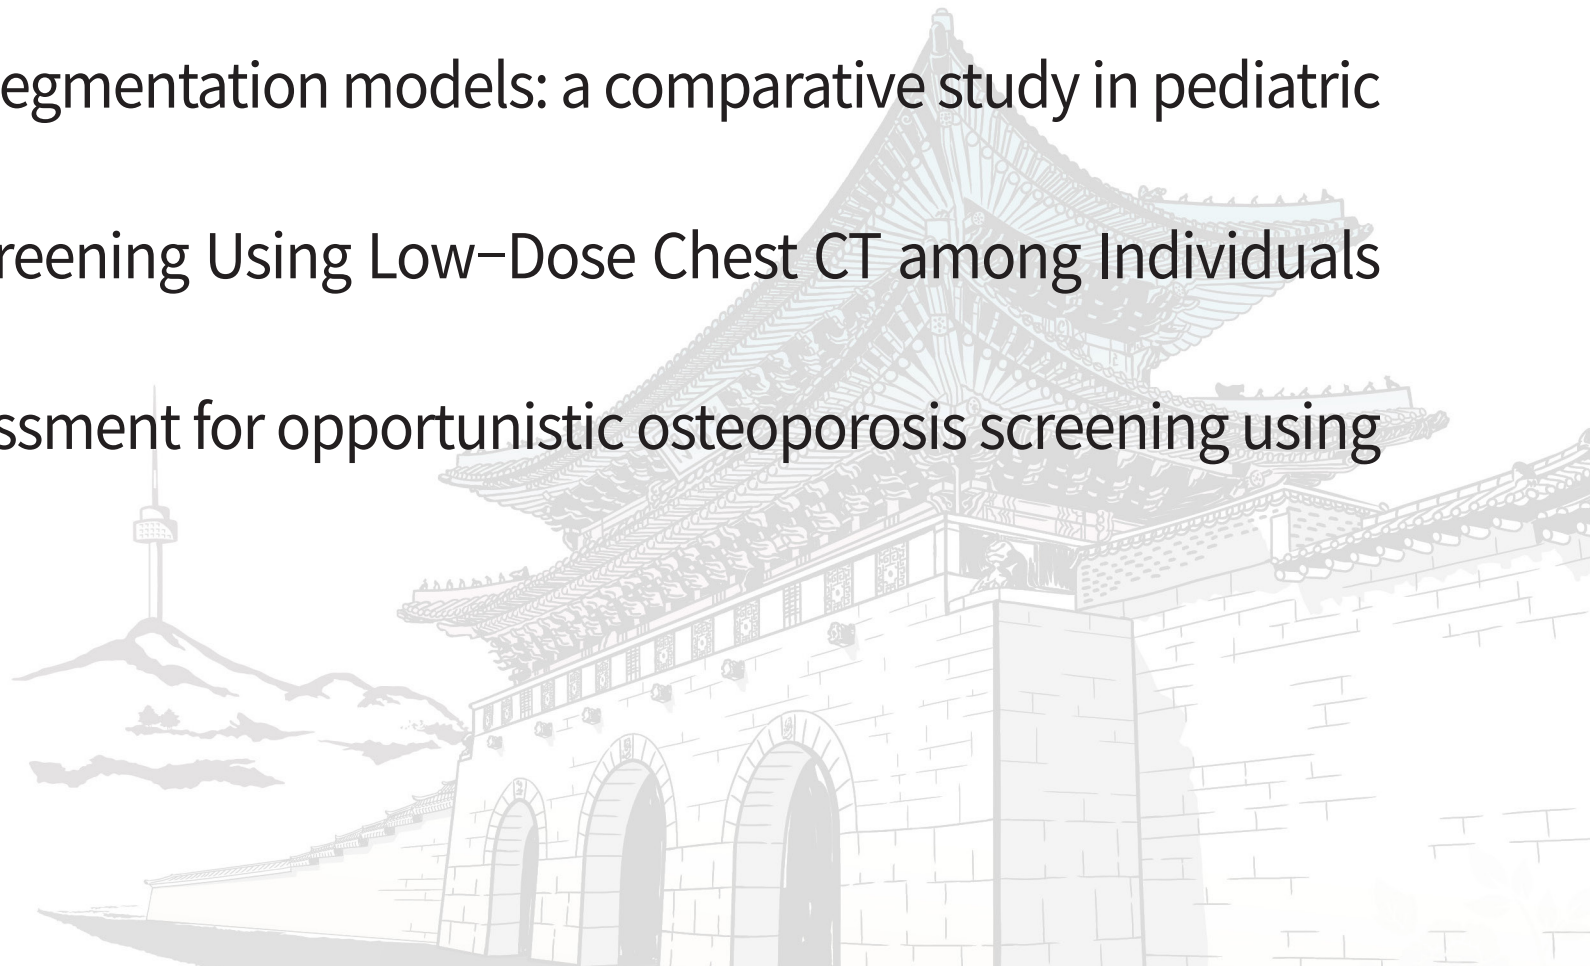 egmentation models: a comparative study in pediatric
reening Using Low−Dose Chest CT among Individuals
ssment for opportunistic osteoporosis screening using